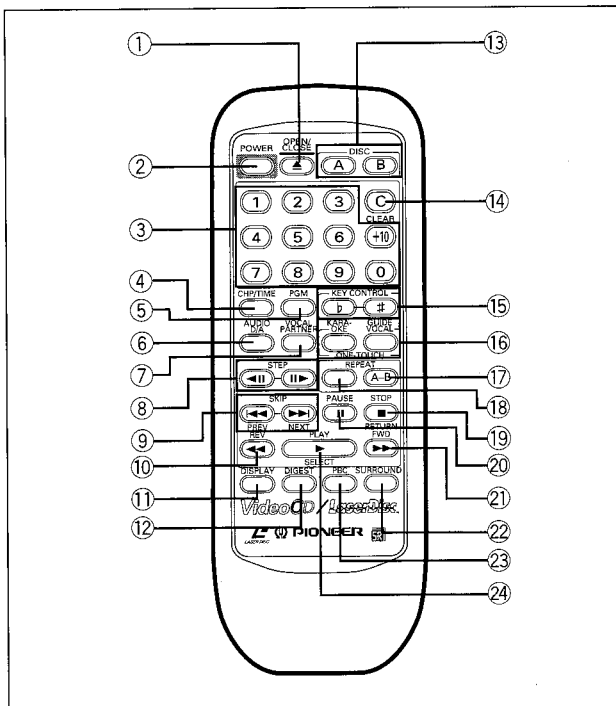 ① ⑬
POWER OPEN/CLOSE DISC
② A B
1 2 3 C ⑭
③ CLEAR
4 5 6 +10
7 8 9 0
④ CHP/TIME PGM KEY CONTROL
⑤ ♭ ♯ ⑮
⑥ AUDIO D/A VOCAL PARTNER KARAOKE GUIDE VOCAL ⑯
⑦ ONE-TOUCH
STEP REPEAT ⑰
⑧ A-B ⑱
SKIP PAUSE STOP
⑨ ⑲
PREV NEXT RETURN ⑳
⑩ REV PLAY FWD
SELECT ㉑
⑪ DISPLAY DIGEST PBC SURROUND
⑫ VideoCD/LaserDisc ㉒
LASERDISC PIONEER SR ㉓
㉔